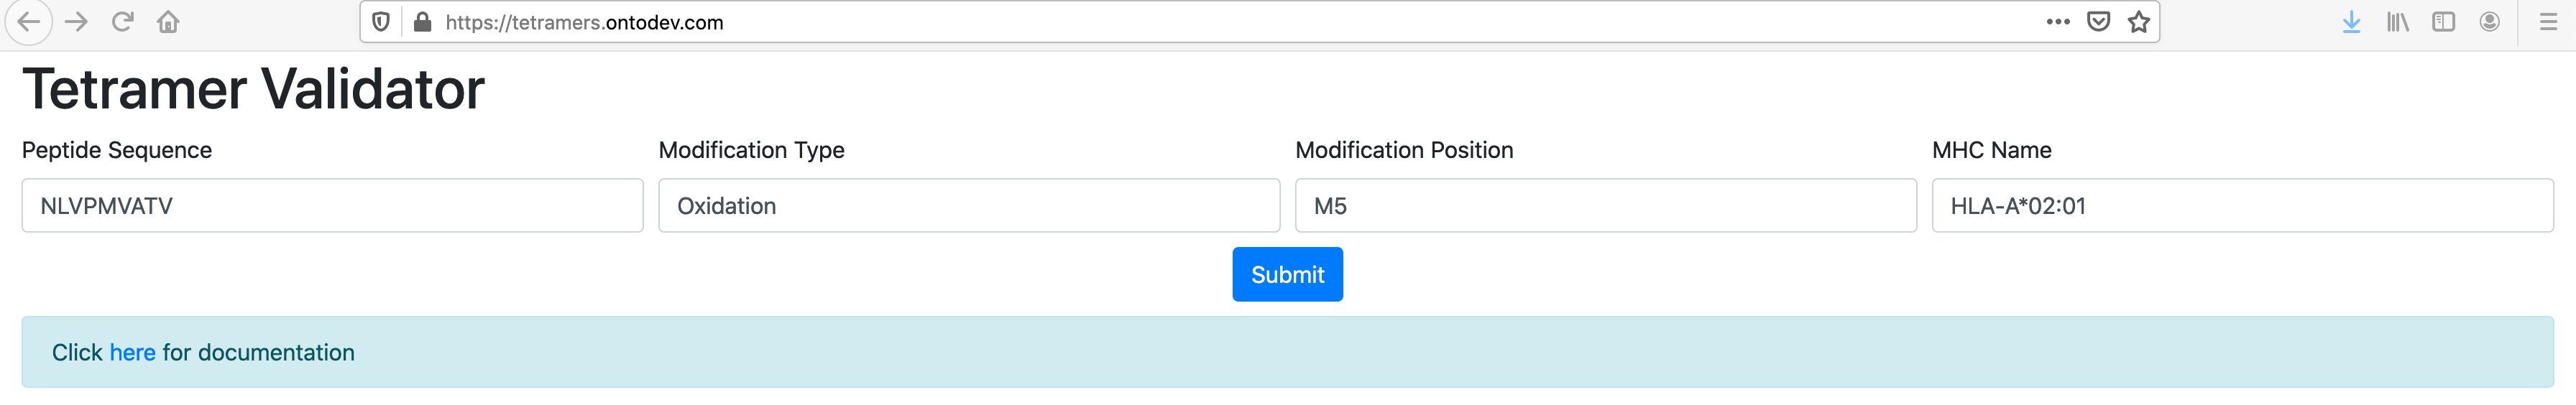 https://tetramers.ontodev.com
Tetramer Validator
Peptide Sequence Modification Type Modification Position MHC Name
NLVPMVATV Oxidation M5 HLA-A*02:01
Submit
Click here for documentation